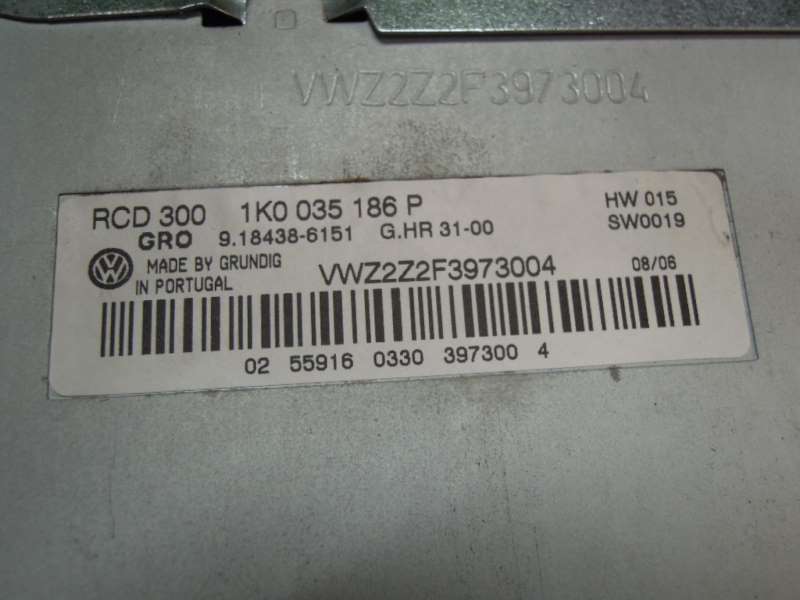 VWZ2Z2F3973004
RCD 300 1K0 035 186 P HW 015
GRO 9.18438-6151 G.HR 31-00 SW0019
MADE BY GRUNDIG VWZ2Z2F3973004 08/06
IN PORTUGAL
02 55916 0330 397300 4